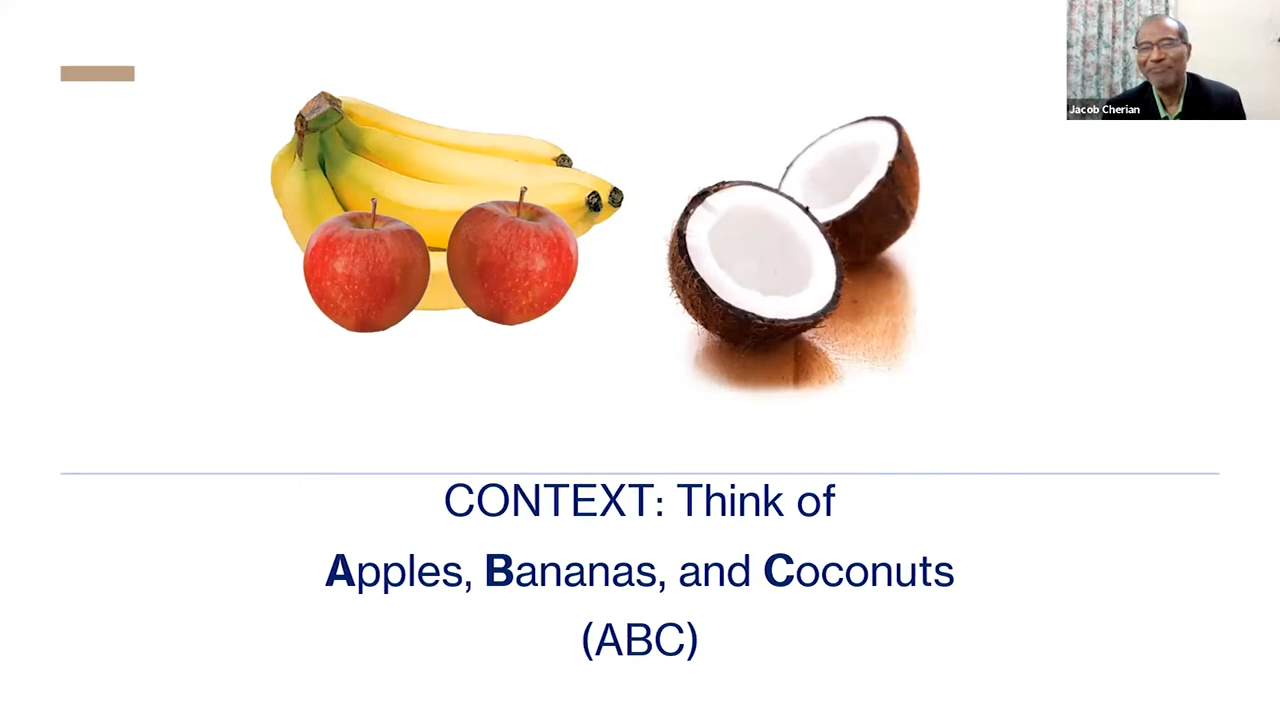 Jacob Cherian
CONTEXT: Think of
Apples, Bananas, and Coconuts
(ABC)